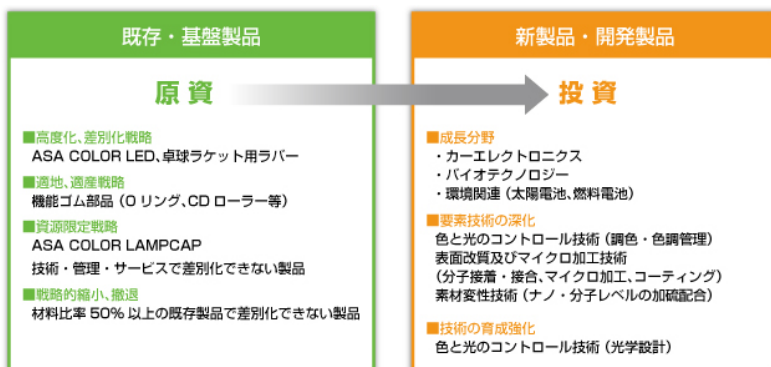 既存・基盤製品
原資
■高度化、差別化戦略
ASA COLOR LED、卓球ラケット用ラバー
■適地、適産戦略
機能ゴム部品（O リング、CD ローラー等）
■資源限定戦略
ASA COLOR LAMPCAP
技術・管理・サービスで差別化できない製品
■戦略的縮小、撤退
材料比率 50% 以上の既存製品で差別化できない製品
新製品・開発製品
投資
■成長分野
・カーエレクトロニクス
・バイオテクノロジー
・環境関連（太陽電池、燃料電池）
■要素技術の深化
色と光のコントロール技術（調色・色調管理）
表面改質及びマイクロ加工技術
（分子接着・接合、マイクロ加工、コーティング）
素材変性技術（ナノ・分子レベルの加硫配合）
■技術の育成強化
色と光のコントロール技術（光学設計）